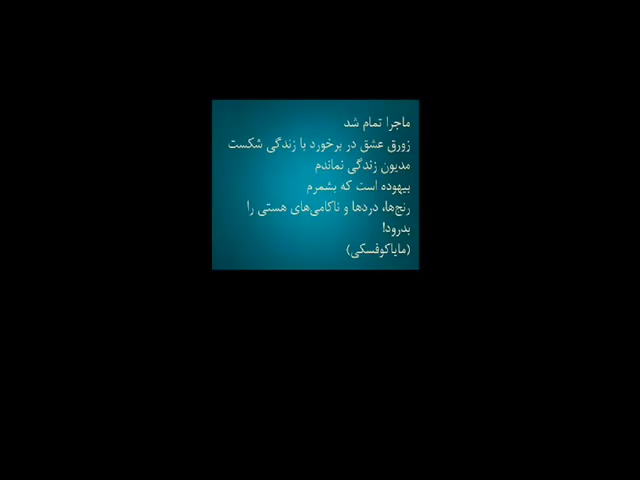 ماجرا تمام شد
زورق عشق در برخورد با زندگی شکست
مدیون زندگی نماندم
بیهوده است که بشمرم
رنج‌ها، دردها و ناکامی‌های هستی را
بدرود!
(مایاکوفسکی)